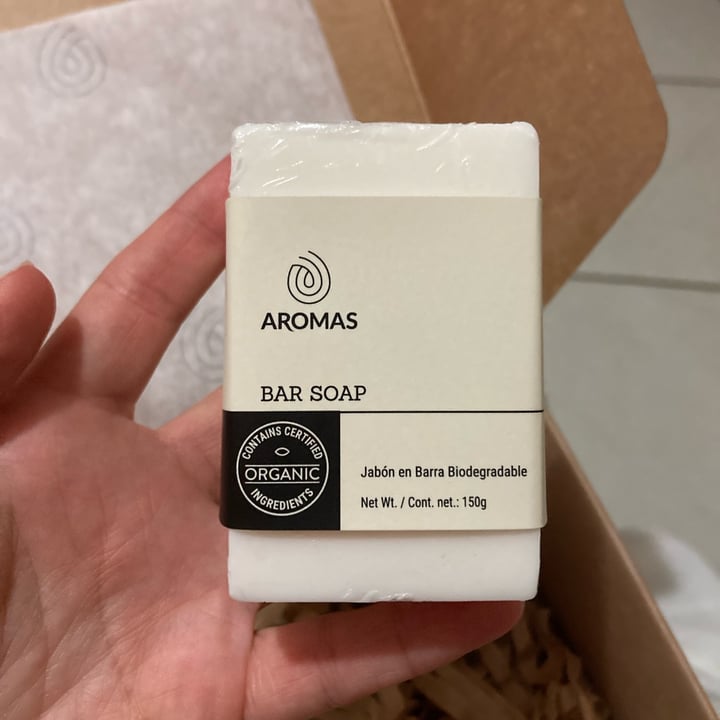 AROMAS
BAR SOAP
CONTAINS CERTIFIED
ORGANIC
INGREDIENTS
Jabón en Barra Biodegradable
Net Wt. / Cont. net.: 150g